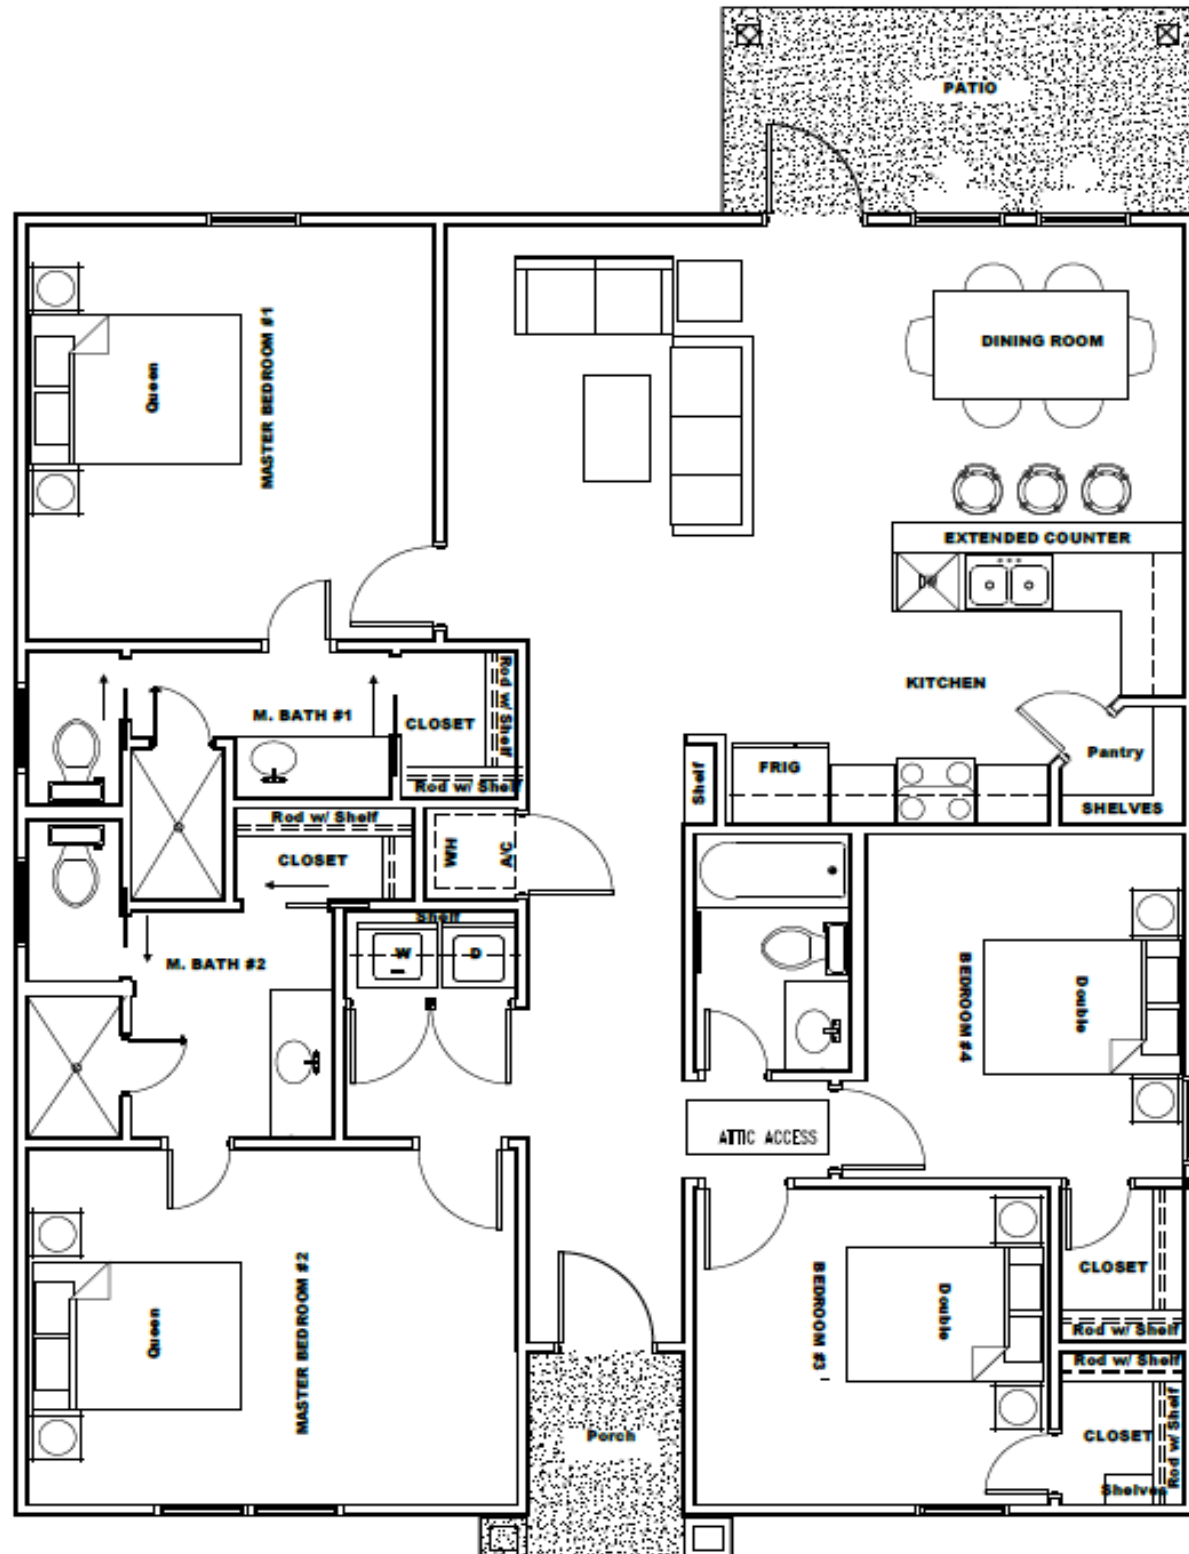 PATIO
DINING ROOM
MASTER BEDROOM #1
Queen
EXTENDED COUNTER
KITCHEN
Rod w/ Shelf
M. BATH #1
CLOSET
Rod w/ Shelf
Pantry
SHELVES
FRIG
Shelf
Rod w/ Shelf
CLOSET
WH
A/C
Shelf
W
D
M. BATH #2
BEDROOM #4
Double
ATTIC ACCESS
MASTER BEDROOM #2
Queen
BEDROOM #3
Double
CLOSET
Rod w/ Shelf
Rod w/ Shelf
CLOSET
Rod w/ Shelf
Shelves
Porch